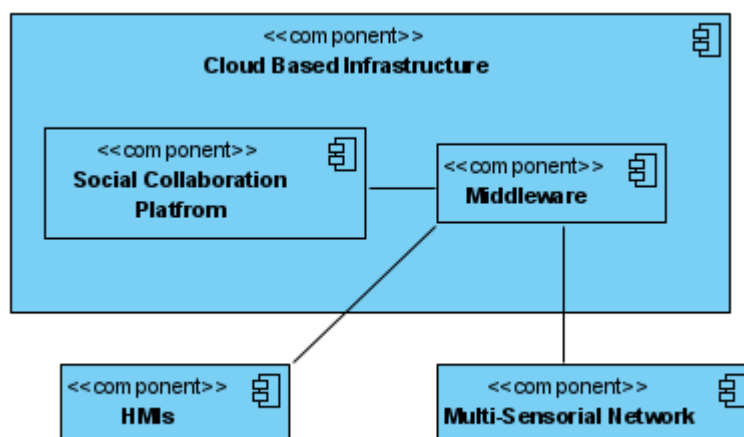 <<component>>
Cloud Based Infrastructure
<<component>>
Social Collaboration
Platfrom
<<component>>
Middleware
<<component>>
HMIs
<<component>>
Multi-Sensorial Network